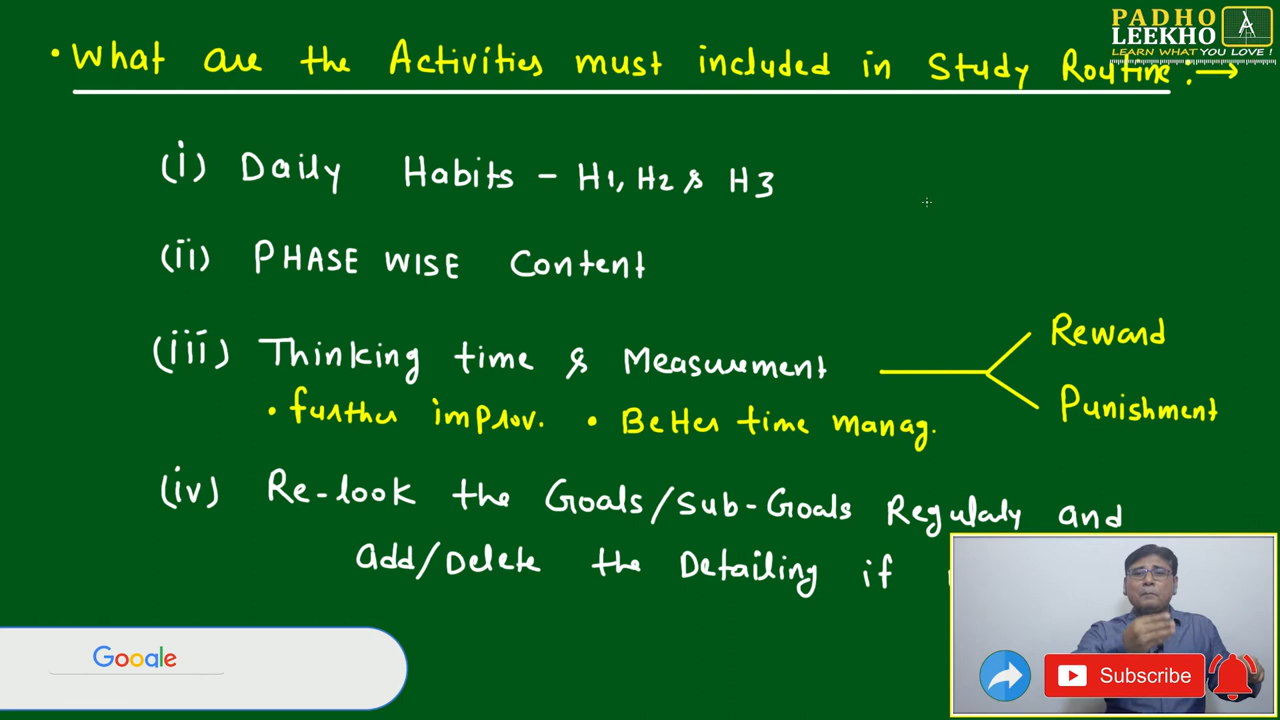 PADHO
LEEKHO
LEARN WHAT YOU LOVE !
• What are the Activities must included in Study Routine :→
(i) Daily Habits - H1, H2 & H3
(ii) PHASE WISE Content
(iii) Thinking time & Measurement
Reward
Punishment
• further improv. • Better time manag.
(iv) Re-look the Goals/Sub-Goals Regularly and
Add/Delete the Detailing if
Gooale
Subscribe